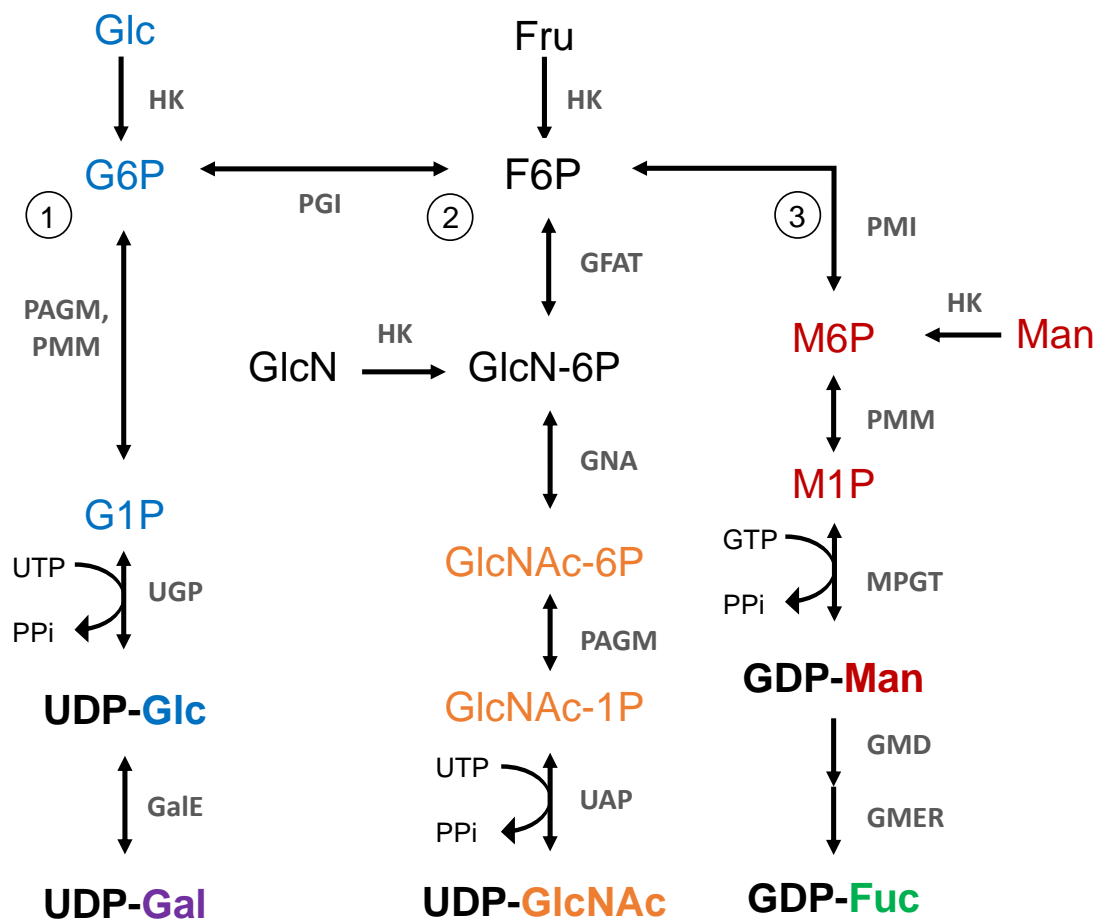 Glc
Fru
HK
HK
G6P
F6P
PGI
1
2
3
PMI
GFAT
PAGM,
PMM
HK
HK
M6P
Man
GlcN
GlcN-6P
PMM
GNA
M1P
G1P
GTP
UTP
UGP
GlcNAc-6P
MPGT
PPi
PPi
PAGM
GDP-Man
UDP-Glc
GlcNAc-1P
GMD
UTP
UAP
GalE
GMER
PPi
UDP-Gal
UDP-GlcNAc
GDP-Fuc